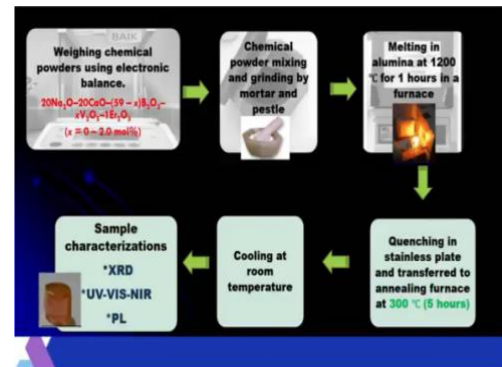 BAIK
Weighing chemical
powders using electronic
balance.
20Na₂O–20CaO–(59 – x)B₂O₃–
xV₂O₅–1Er₂O₃
(x = 0 – 2.0 mol%)
Chemical
powder mixing
and grinding by
mortar and
pestle
Melting in
alumina at 1200
℃ for 1 hours in a
furnace
Quenching in
stainless plate
and transferred to
annealing furnace
at 300 ℃ (5 hours)
Cooling at
room
temperature
Sample
characterizations
*XRD
*UV-VIS-NIR
*PL